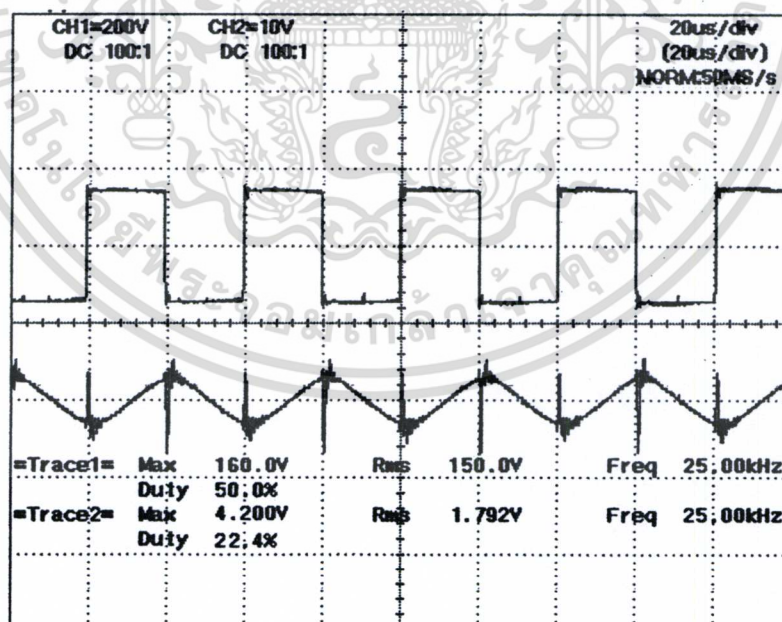 CH1=200V CH2=10V 20us/div
DC 100:1 DC 100:1 (20us/div)
NORM:50MS/s
=Trace1= Max 160.0V Rms 150.0V Freq 25.00kHz
Duty 50.0%
=Trace2= Max 4.200V Rms 1.792V Freq 25.00kHz
Duty 22.4%